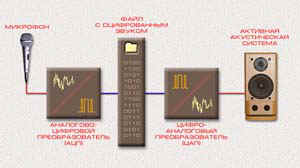 МИКРОФОН
ФАЙЛ
С ОЦИФРОВАННЫМ
ЗВУКОМ
АКТИВНАЯ
АКУСТИЧЕСКАЯ
СИСТЕМА
АНАЛОГОВО-
ЦИФРОВОЙ
ПРЕОБРАЗОВАТЕЛЬ
(АЦП)
ЦИФРО-
АНАЛОГОВЫЙ
ПРЕОБРАЗОВАТЕЛЬ
(ЦАП)